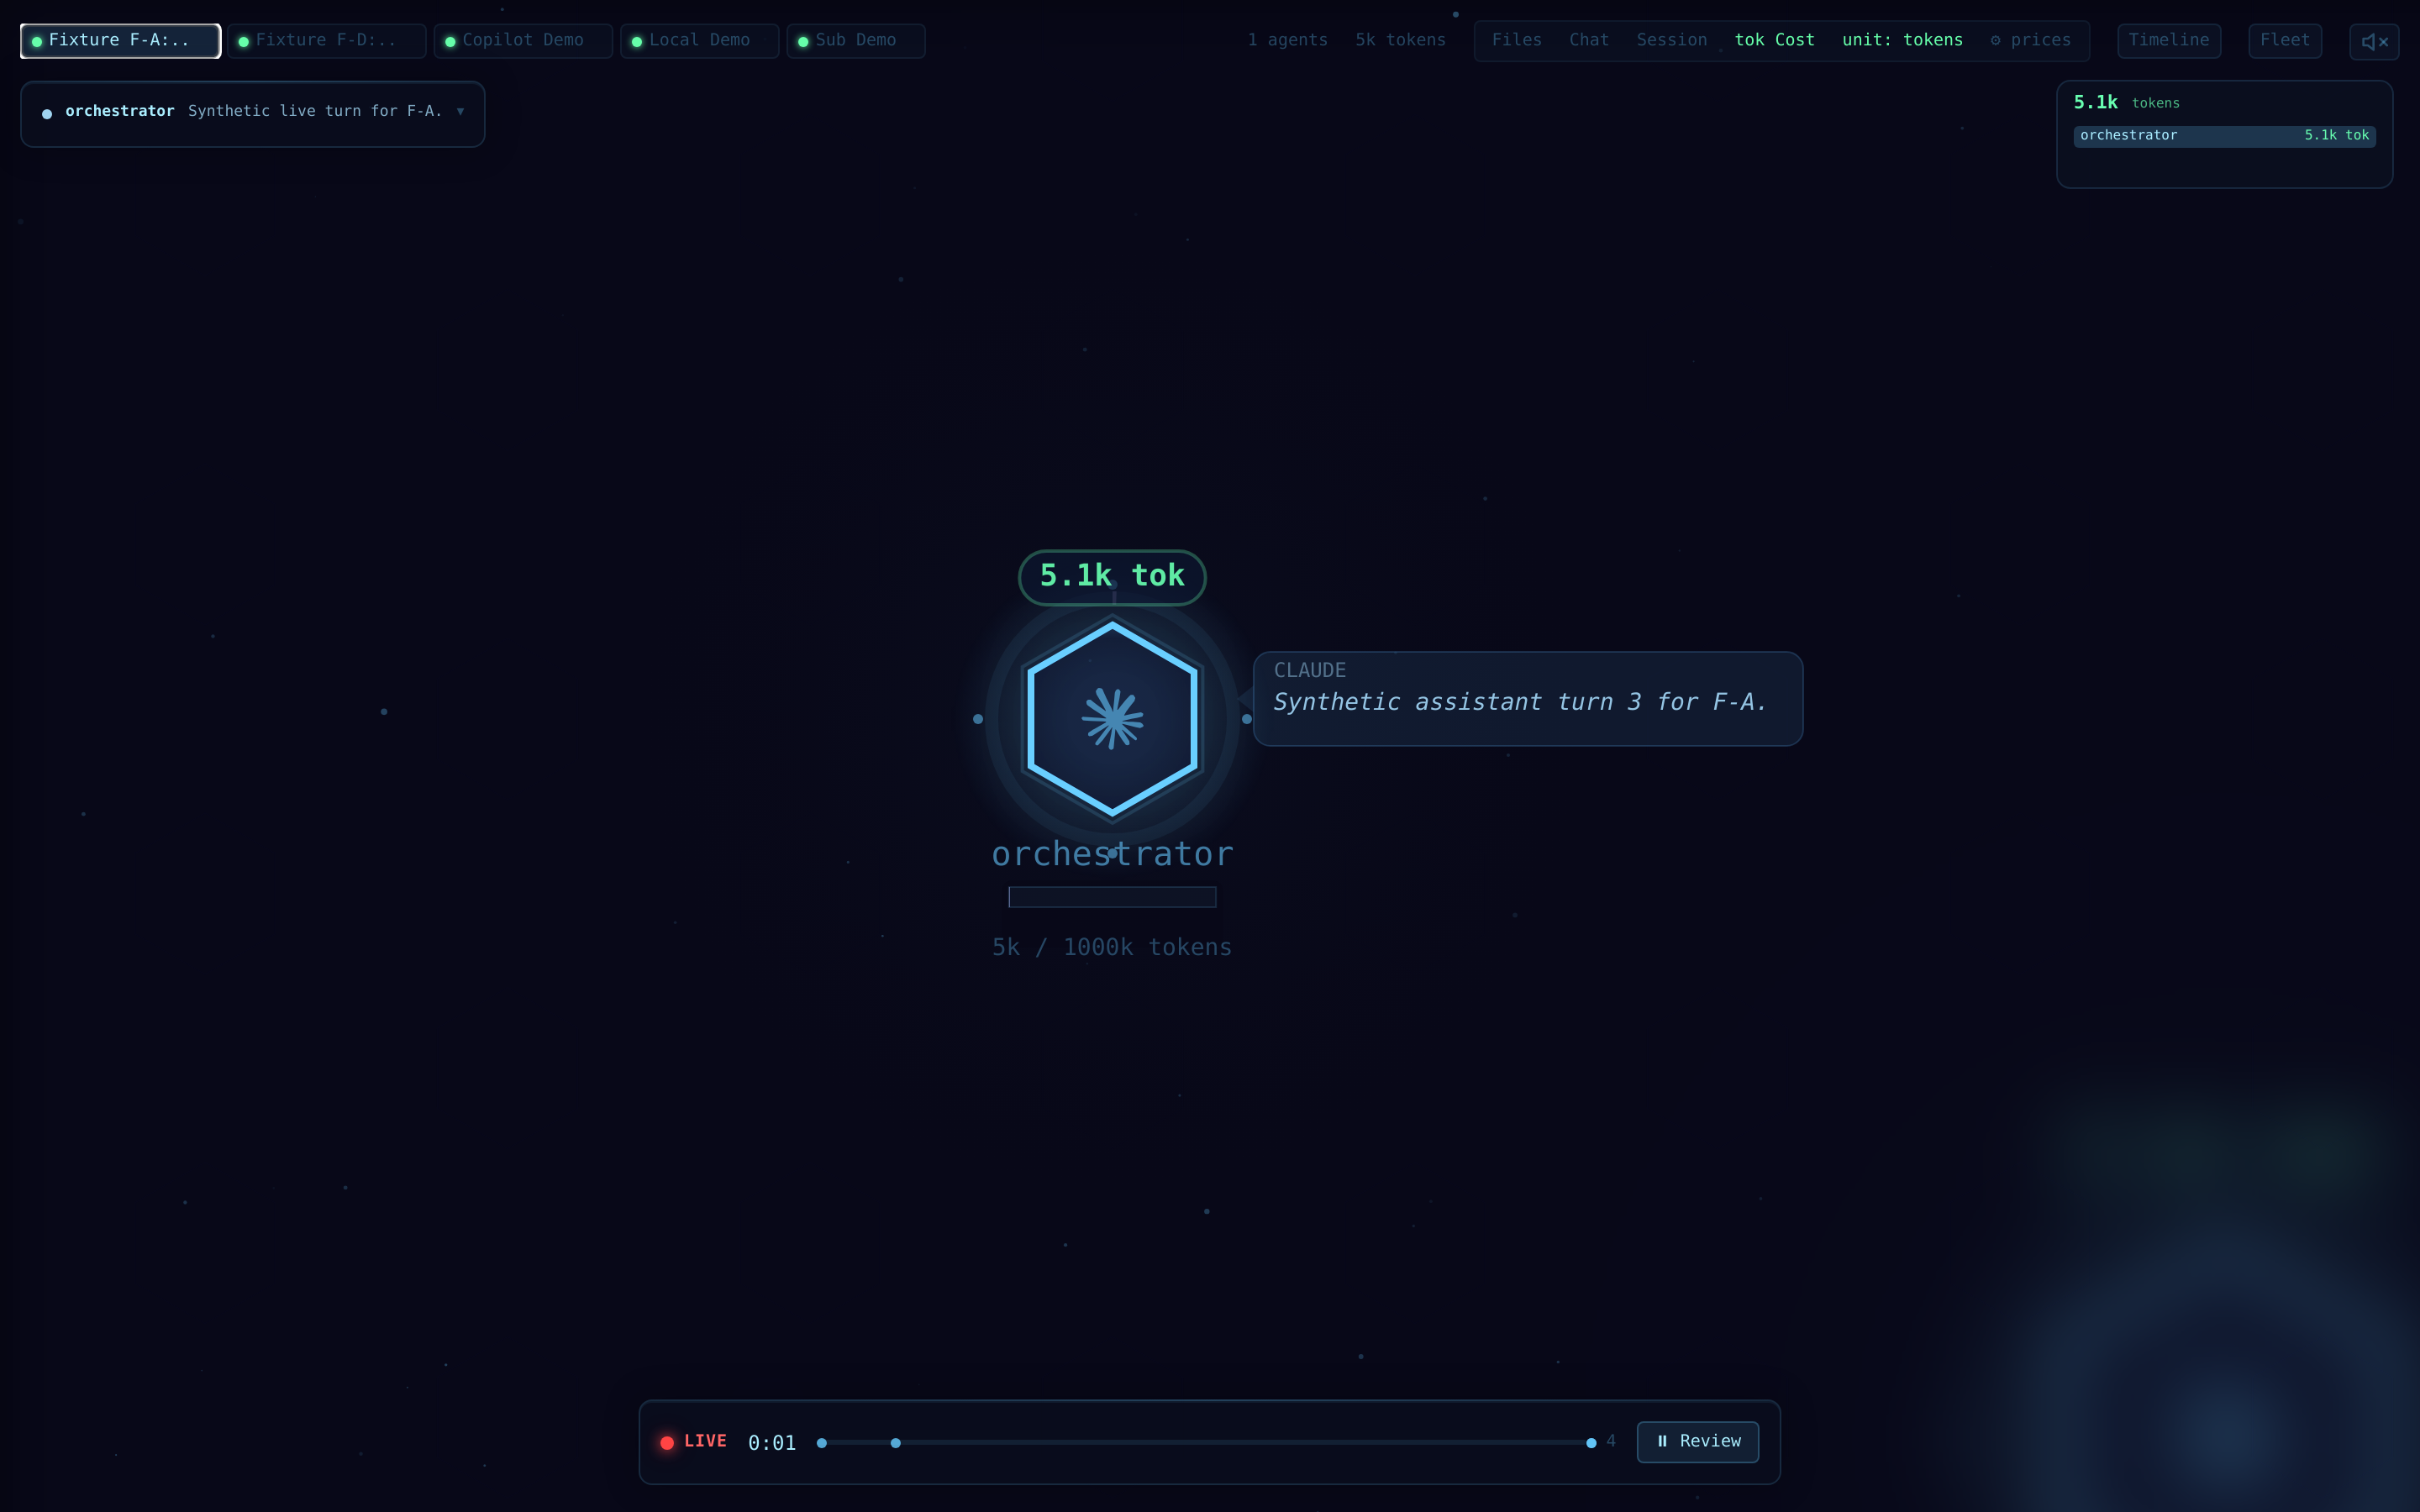 Fixture F-A:.. Fixture F-D:.. Copilot Demo Local Demo Sub Demo 1 agents 5k tokens Files Chat Session tok Cost unit: tokens ⚙ prices Timeline Fleet
orchestrator Synthetic live turn for F-A. ▼
5.1k tokens
orchestrator 5.1k tok
5.1k tok
CLAUDE
Synthetic assistant turn 3 for F-A.
orchestrator
5k / 1000k tokens
LIVE 0:01 4 Review